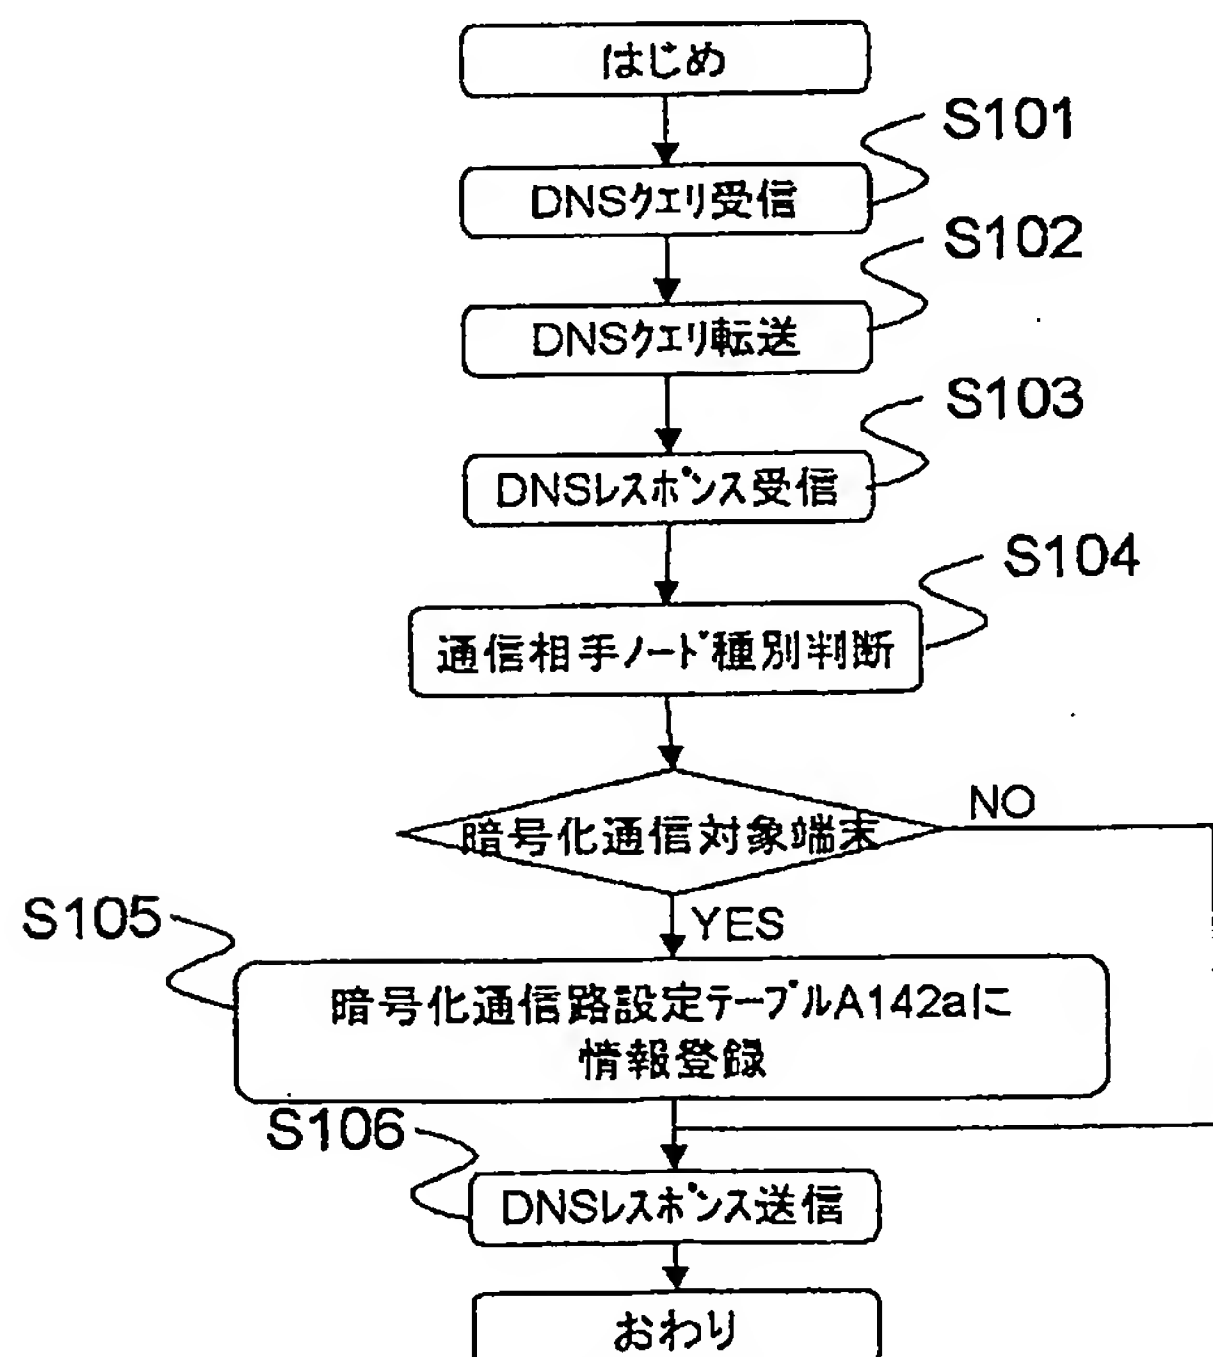 はじめ
S101
DNSクエリ受信
S102
DNSクエリ転送
S103
DNSレスポンス受信
S104
通信相手ノード種別判断
NO
暗号化通信対象端末
YES
S105
暗号化通信路設定テーブルA142aに
情報登録
S106
DNSレスポンス送信
おわり